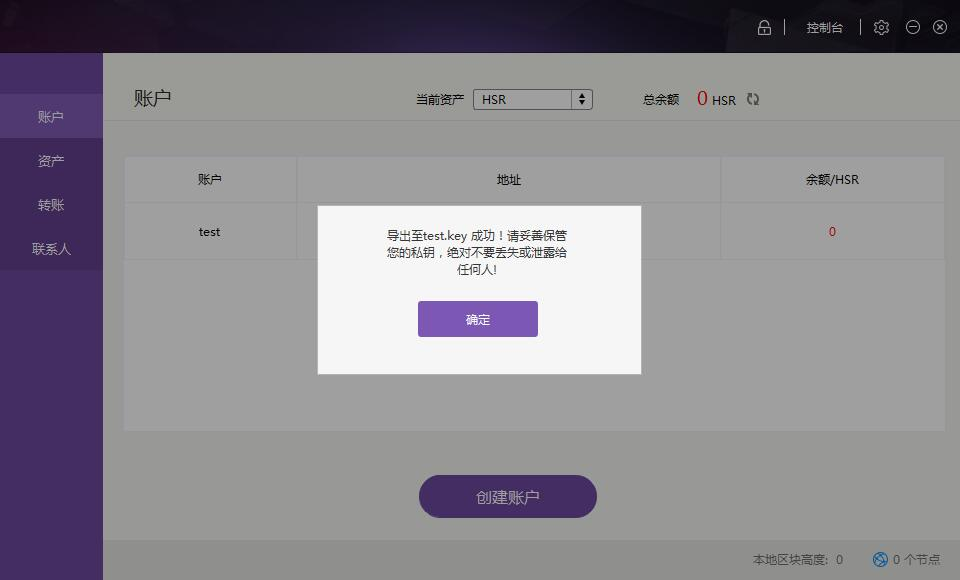 控制台
账户
资产
转账
联系人
账户
当前资产 HSR 总余额 0 HSR
账户 地址 余额/HSR
test 0
导出至test.key 成功！请妥善保管
您的私钥，绝对不要丢失或泄露给
任何人!
确定
创建账户
本地区块高度: 0 0 个节点